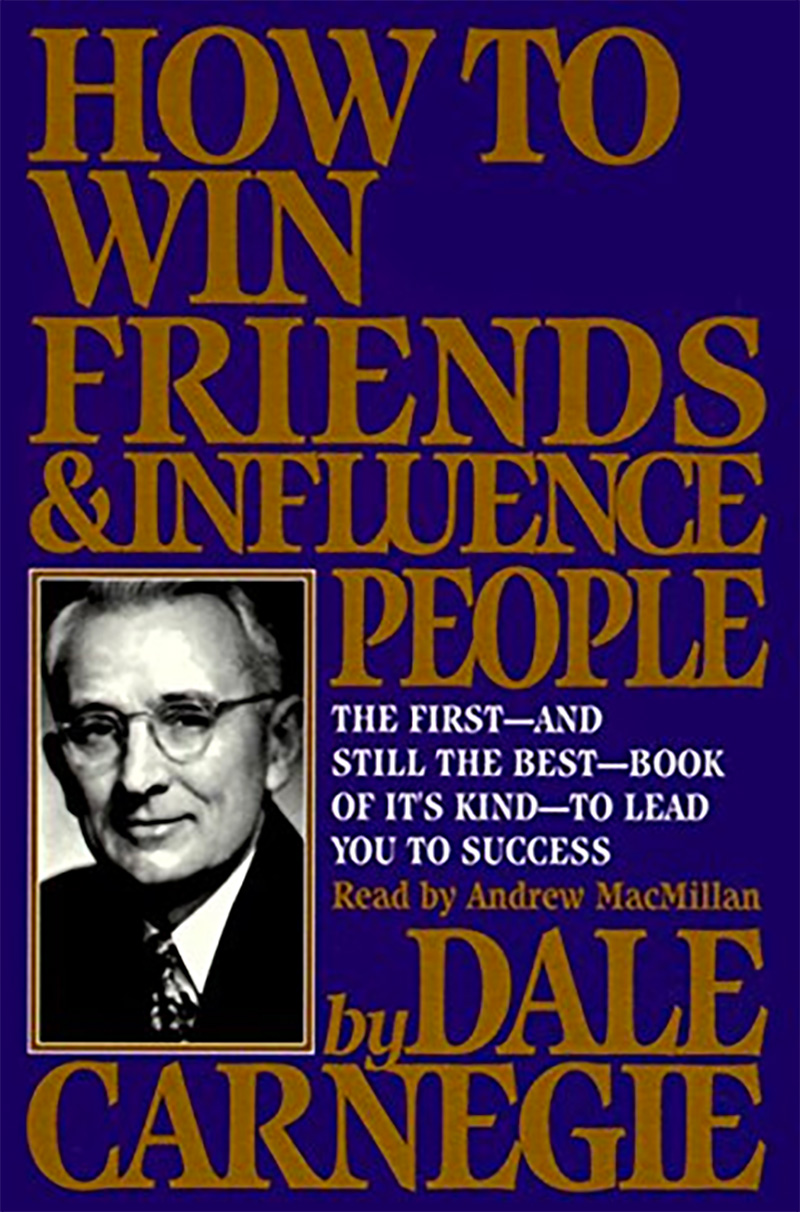 HOW TO
WIN
FRIENDS
& INFLUENCE
PEOPLE
THE FIRST—AND
STILL THE BEST—BOOK
OF IT'S KIND—TO LEAD
YOU TO SUCCESS
Read by Andrew MacMillan
by DALE
CARNEGIE